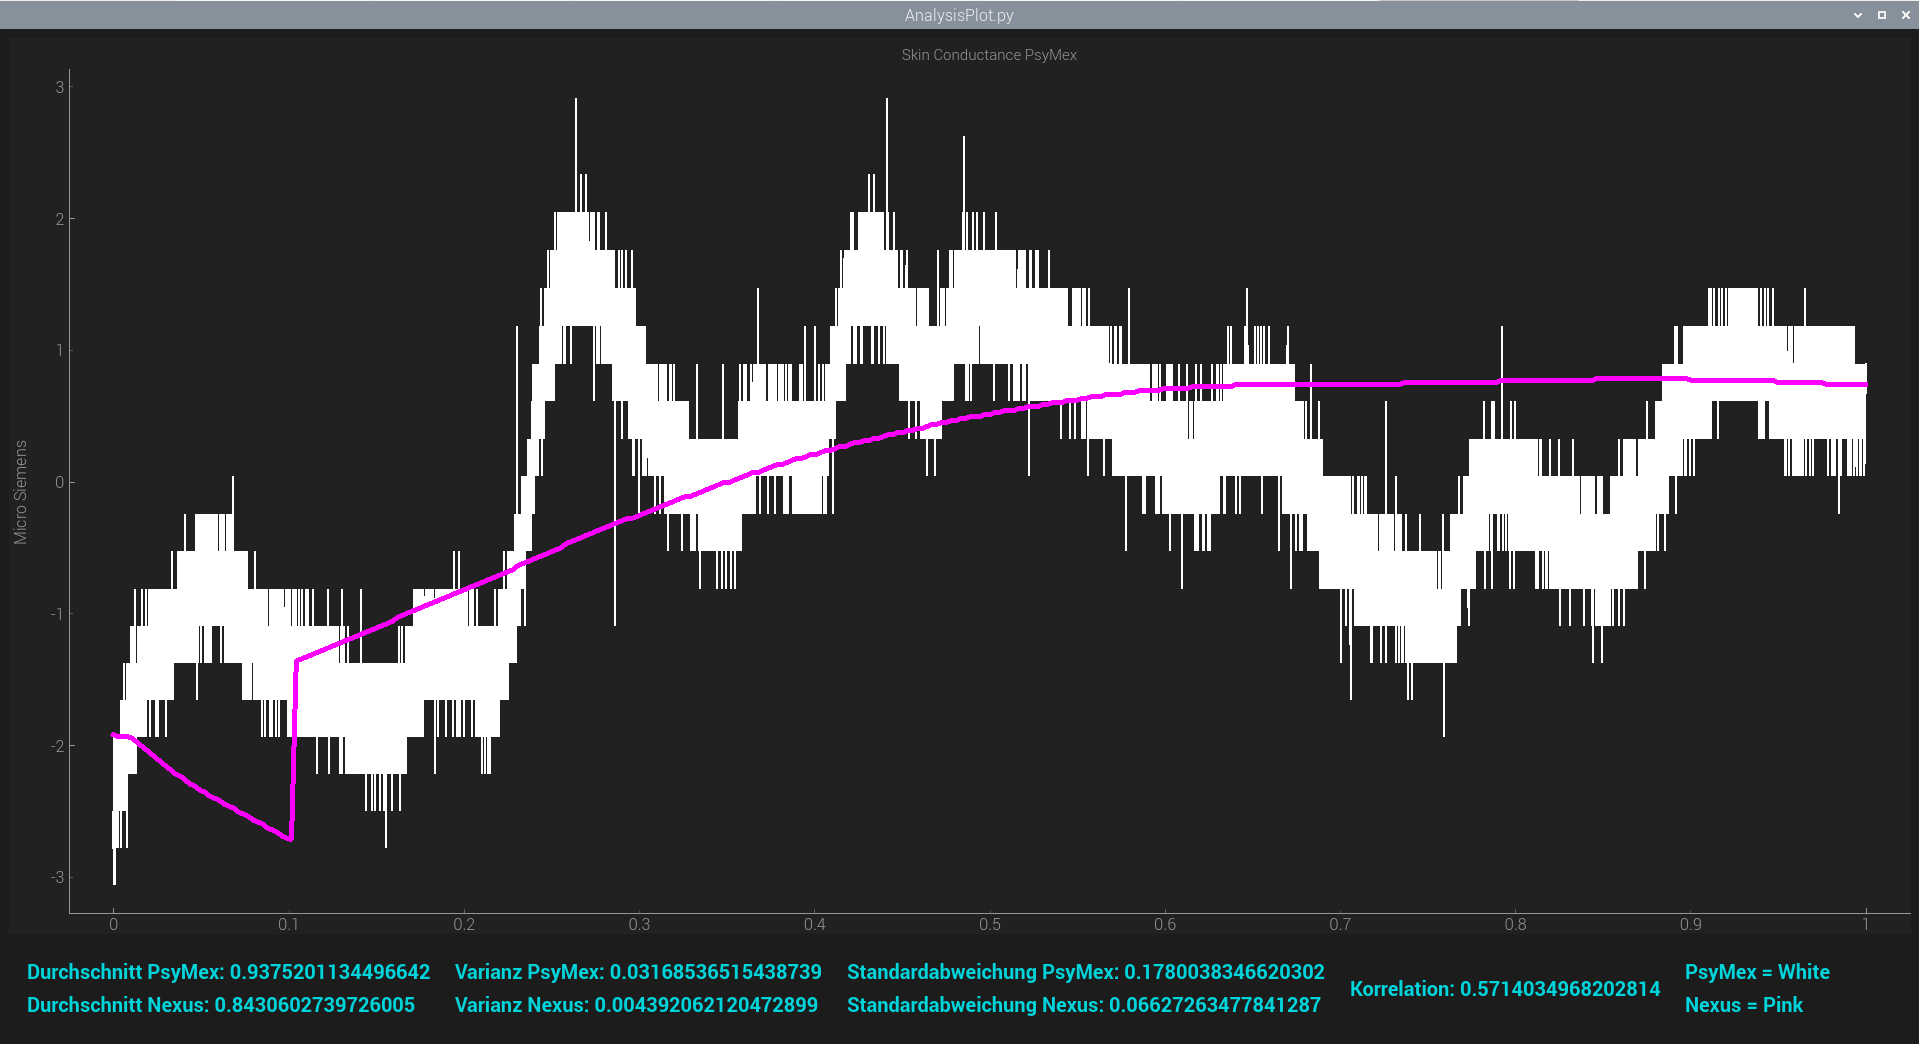 AnalysisPlot.py
Skin Conductance PsyMex
3
2
1
0
-1
-2
-3
Micro Siemens
0 0.1 0.2 0.3 0.4 0.5 0.6 0.7 0.8 0.9 1
Durchschnitt PsyMex: 0.9375201134496642 Varianz PsyMex: 0.03168536515438739 Standardabweichung PsyMex: 0.1780038346620302 PsyMex = White
Korrelation: 0.5714034968202814
Durchschnitt Nexus: 0.8430602739726005 Varianz Nexus: 0.004392062120472899 Standardabweichung Nexus: 0.06627263477841287 Nexus = Pink